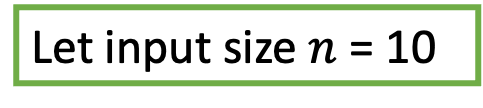 Let input size n = 10